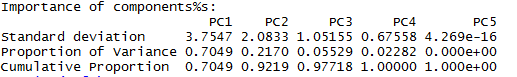 Importance of components%s:
PC1 PC2 PC3 PC4 PC5
Standard deviation 3.7547 2.0833 1.05155 0.67558 4.269e-16
Proportion of Variance 0.7049 0.2170 0.05529 0.02282 0.000e+00
Cumulative Proportion 0.7049 0.9219 0.97718 1.00000 1.000e+00